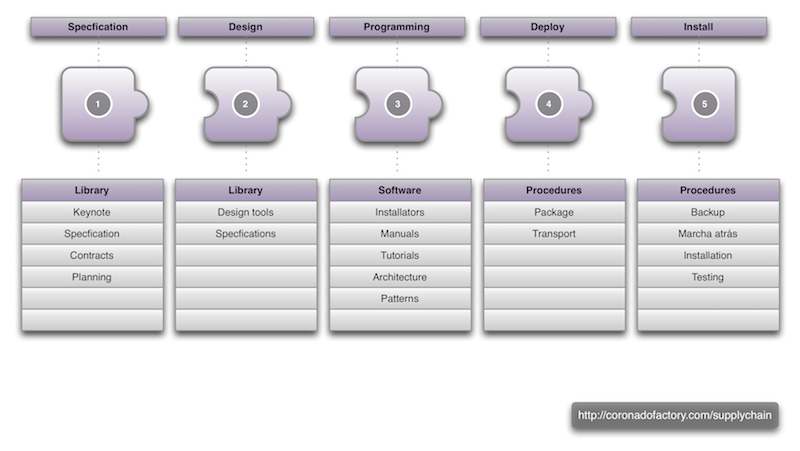 Specfication
Design
Programming
Deploy
Install
1
2
3
4
5
Library
Keynote
Specfication
Contracts
Planning
Library
Design tools
Specfications
Software
Installators
Manuals
Tutorials
Architecture
Patterns
Procedures
Package
Transport
Procedures
Backup
Marcha atrás
Installation
Testing
http://coronadofactory.com/supplychain